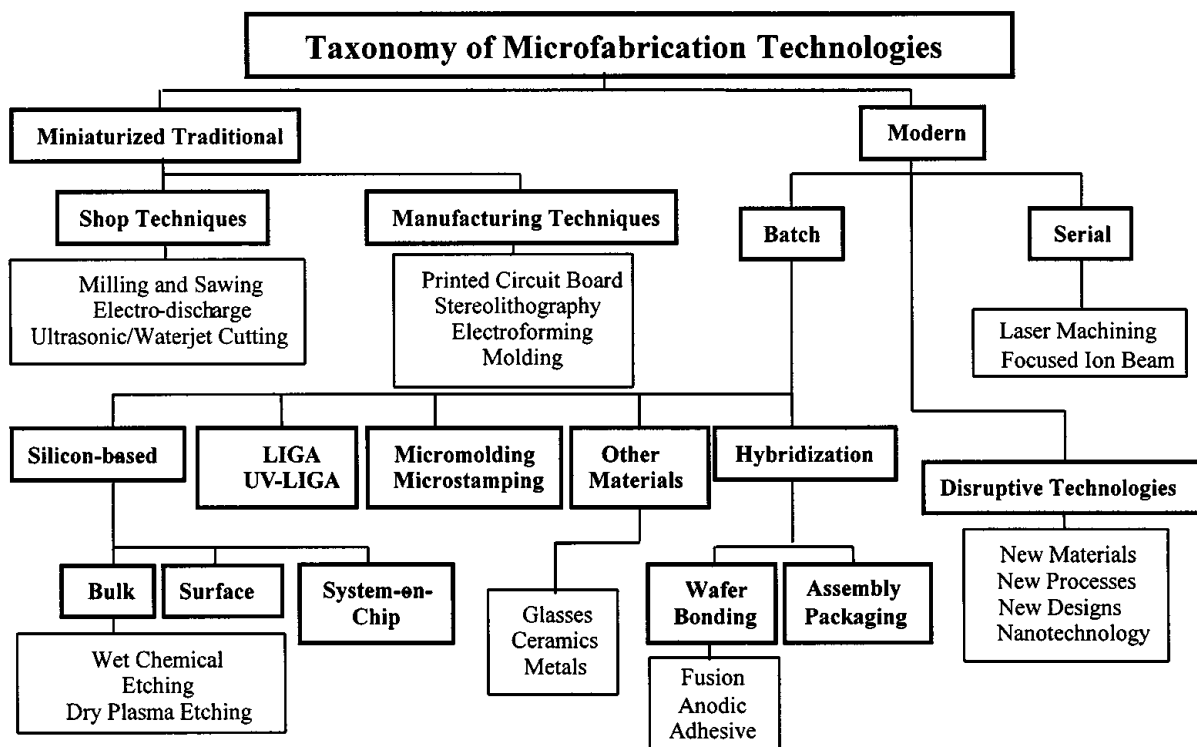 Taxonomy of Microfabrication Technologies
Miniaturized Traditional
Modern
Shop Techniques
Manufacturing Techniques
Batch
Serial
Milling and Sawing
Electro-discharge
Ultrasonic/Waterjet Cutting
Printed Circuit Board
Stereolithography
Electroforming
Molding
Laser Machining
Focused Ion Beam
Silicon-based
LIGA
UV-LIGA
Micromolding
Microstamping
Other
Materials
Hybridization
Disruptive Technologies
Bulk
Surface
System-on-
Chip
Wafer
Bonding
Assembly
Packaging
New Materials
New Processes
New Designs
Nanotechnology
Wet Chemical
Etching
Dry Plasma Etching
Glasses
Ceramics
Metals
Fusion
Anodic
Adhesive